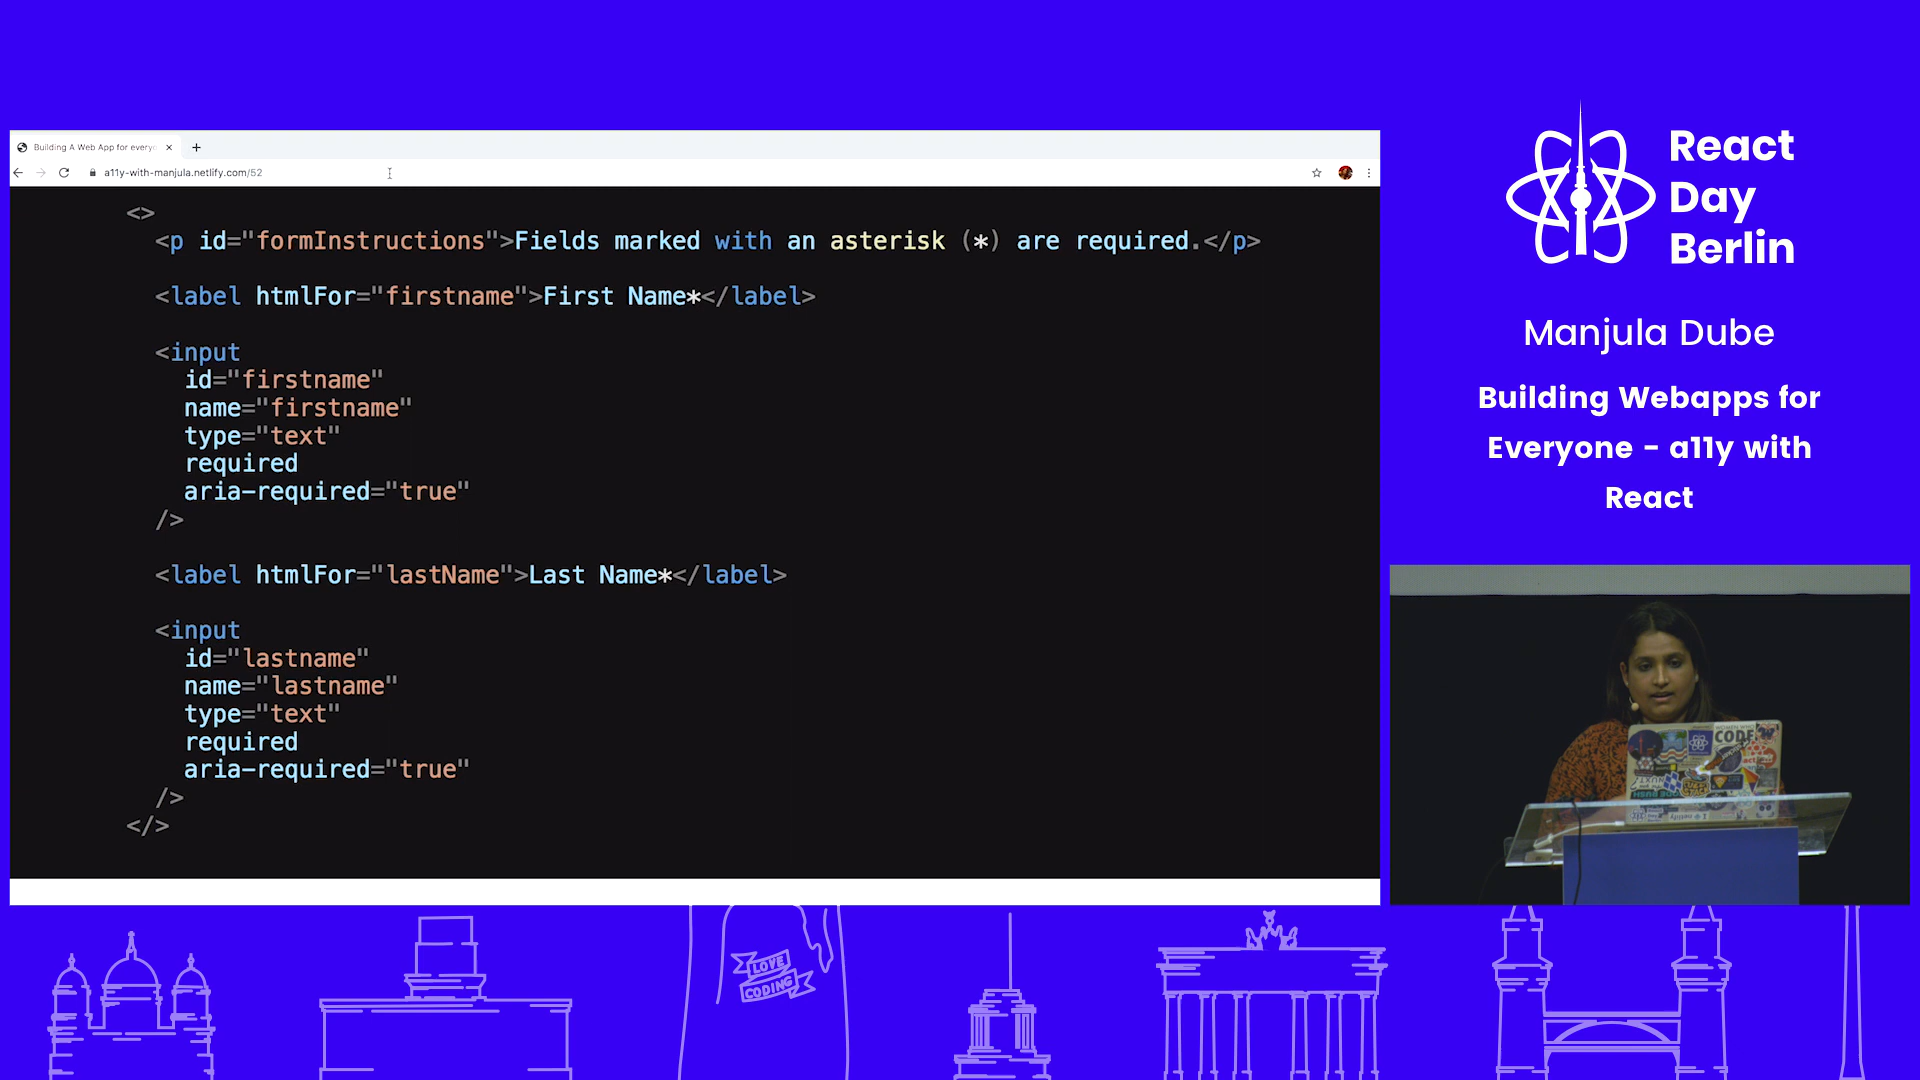 Building A Web App for everyo
a11y-with-manjula.netlify.com/52
<>
<p id="formInstructions">Fields marked with an asterisk (*) are required.</p>
<label htmlFor="firstname">First Name*</label>
<input
id="firstname"
name="firstname"
type="text"
required
aria-required="true"
/>
<label htmlFor="lastName">Last Name*</label>
<input
id="lastname"
name="lastname"
type="text"
required
aria-required="true"
/>
</>
React
Day
Berlin
Manjula Dube
Building Webapps for
Everyone - a11y with
React
CODE
LOVE
CODING